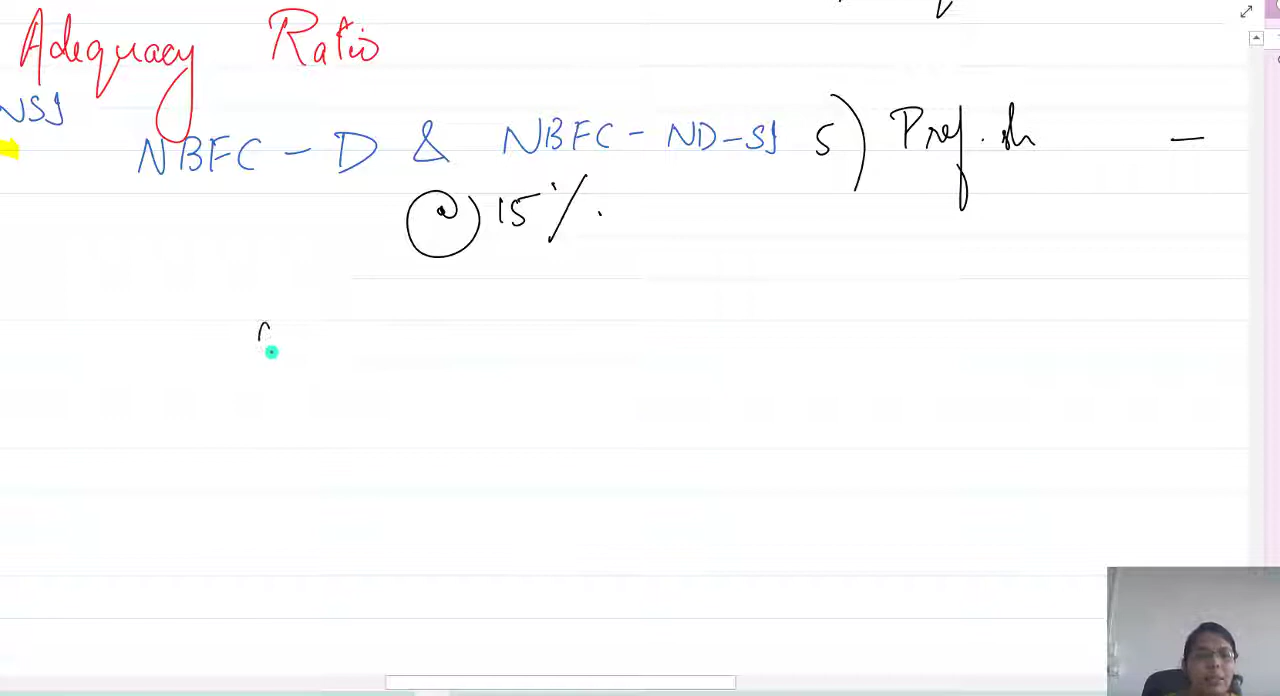 Adequacy Ratio
NSI
NBFC - D & NBFC - ND-SI 5) Pref. sh -
@ 15%.